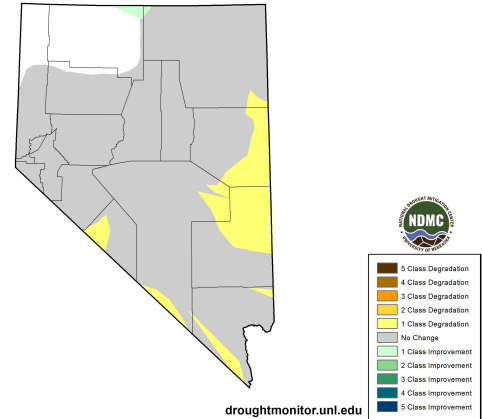 NATIONAL DROUGHT MITIGATION CENTER
NDMC
UNIVERSITY OF NEBRASKA
5 Class Degradation
4 Class Degradation
3 Class Degradation
2 Class Degradation
1 Class Degradation
No Change
1 Class Improvement
2 Class Improvement
3 Class Improvement
4 Class Improvement
5 Class Improvement
droughtmonitor.unl.edu